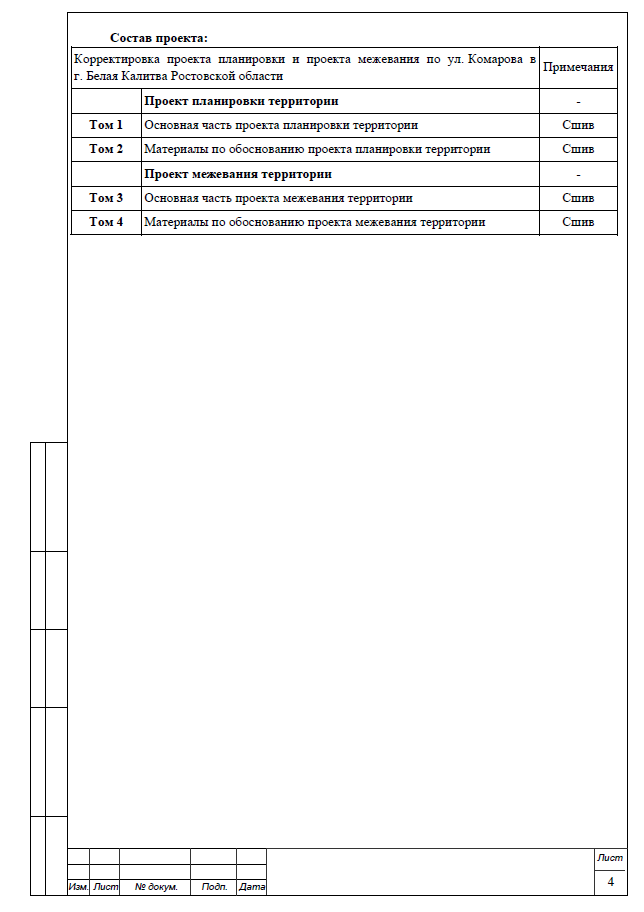 Состав проекта:
Корректировка проекта планировки и проекта межевания по ул. Комарова в
г. Белая Калитва Ростовской области
Примечания
Проект планировки территории -
Том 1 Основная часть проекта планировки территории Сшив
Том 2 Материалы по обоснованию проекта планировки территории Сшив
Проект межевания территории -
Том 3 Основная часть проекта межевания территории Сшив
Том 4 Материалы по обоснованию проекта межевания территории Сшив
Лист
4
Изм. Лист № докум. Подп. Дата